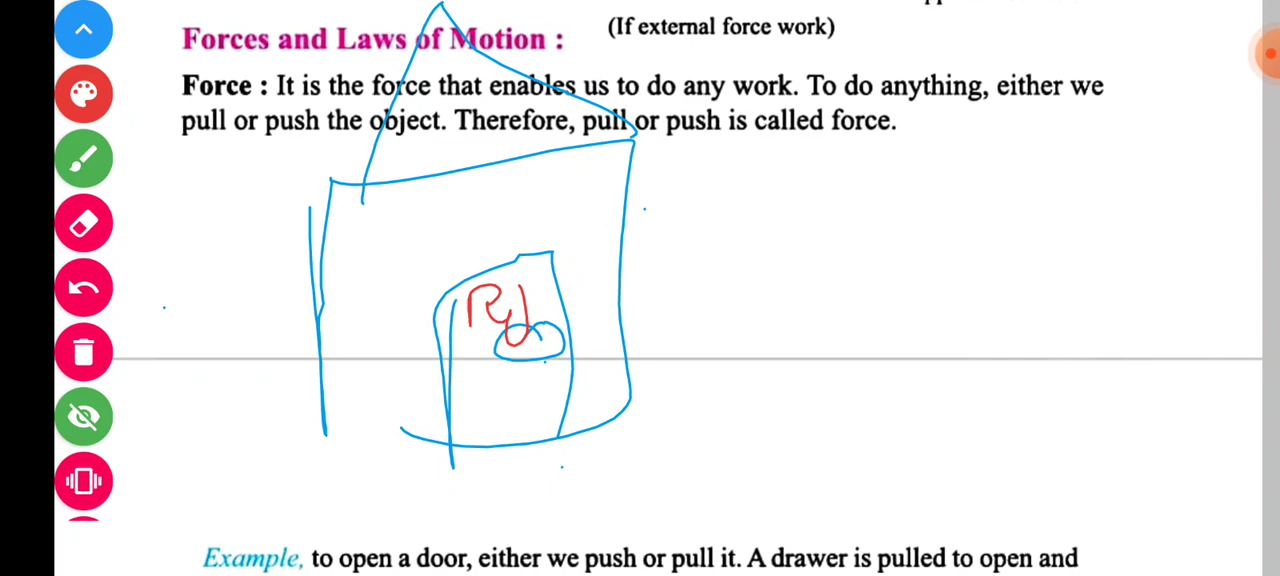 (If external force work)
Forces and Laws of Motion :
Force : It is the force that enables us to do any work. To do anything, either we
pull or push the object. Therefore, pull or push is called force.
Example, to open a door, either we push or pull it. A drawer is pulled to open and